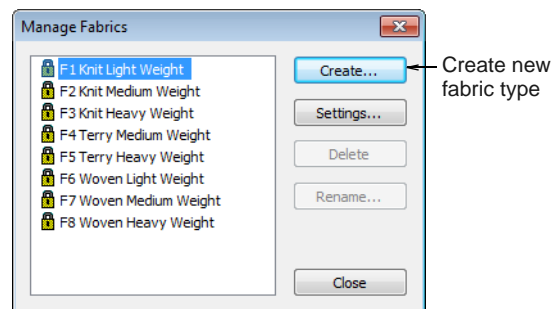 Manage Fabrics
F1 Knit Light Weight
F2 Knit Medium Weight
F3 Knit Heavy Weight
F4 Terry Medium Weight
F5 Terry Heavy Weight
F6 Woven Light Weight
F7 Woven Medium Weight
F8 Woven Heavy Weight
Create...
Settings...
Delete
Rename...
Close
Create new
fabric type